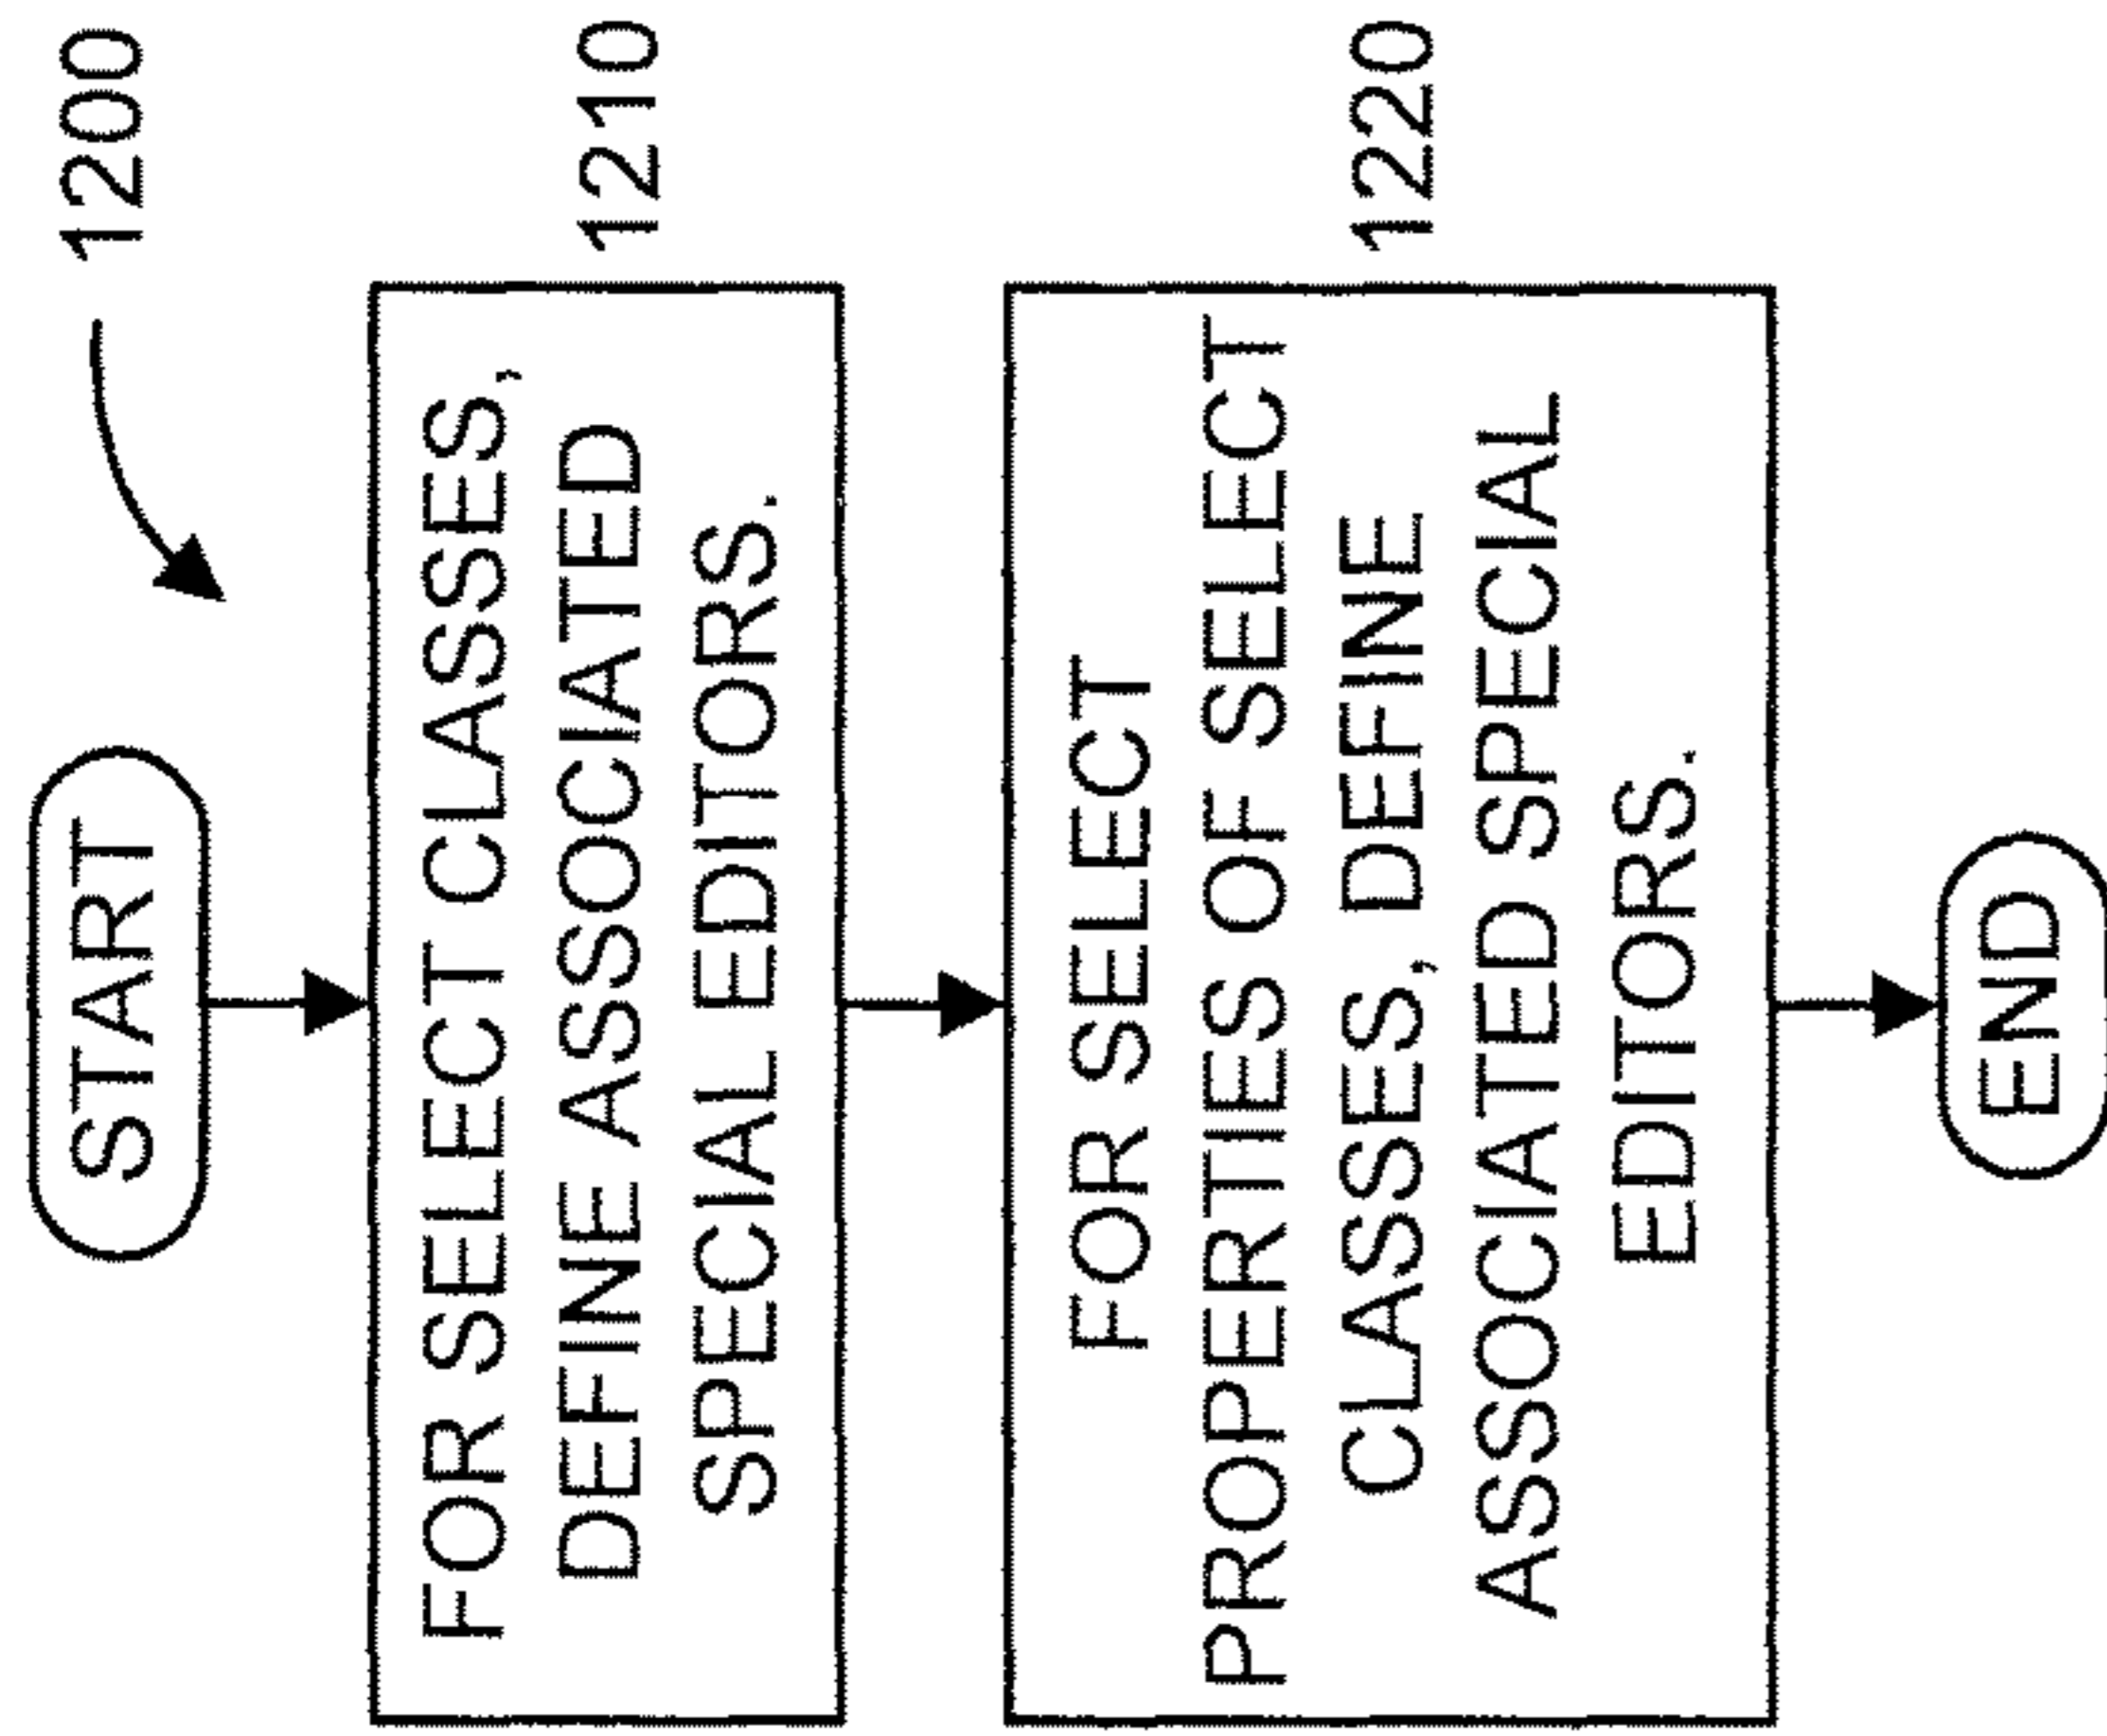 1200
START
FOR SELECT CLASSES,
DEFINE ASSOCIATED
SPECIAL EDITORS.
1210
FOR SELECT
PROPERTIES OF SELECT
CLASSES, DEFINE
ASSOCIATED SPECIAL
EDITORS.
1220
END